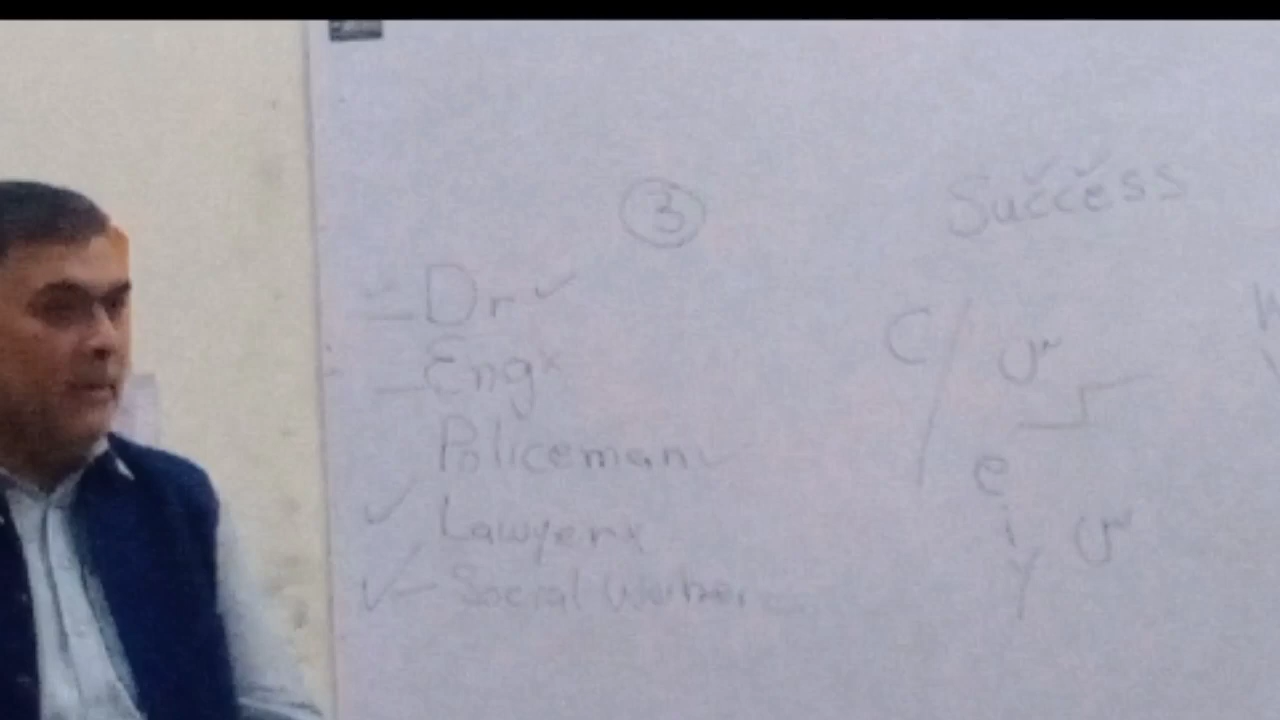 ③
Success
Dr ✓
Eng ×
Policeman ✓
Lawyer ×
Social Worker
C / س
ک
e
i س
y